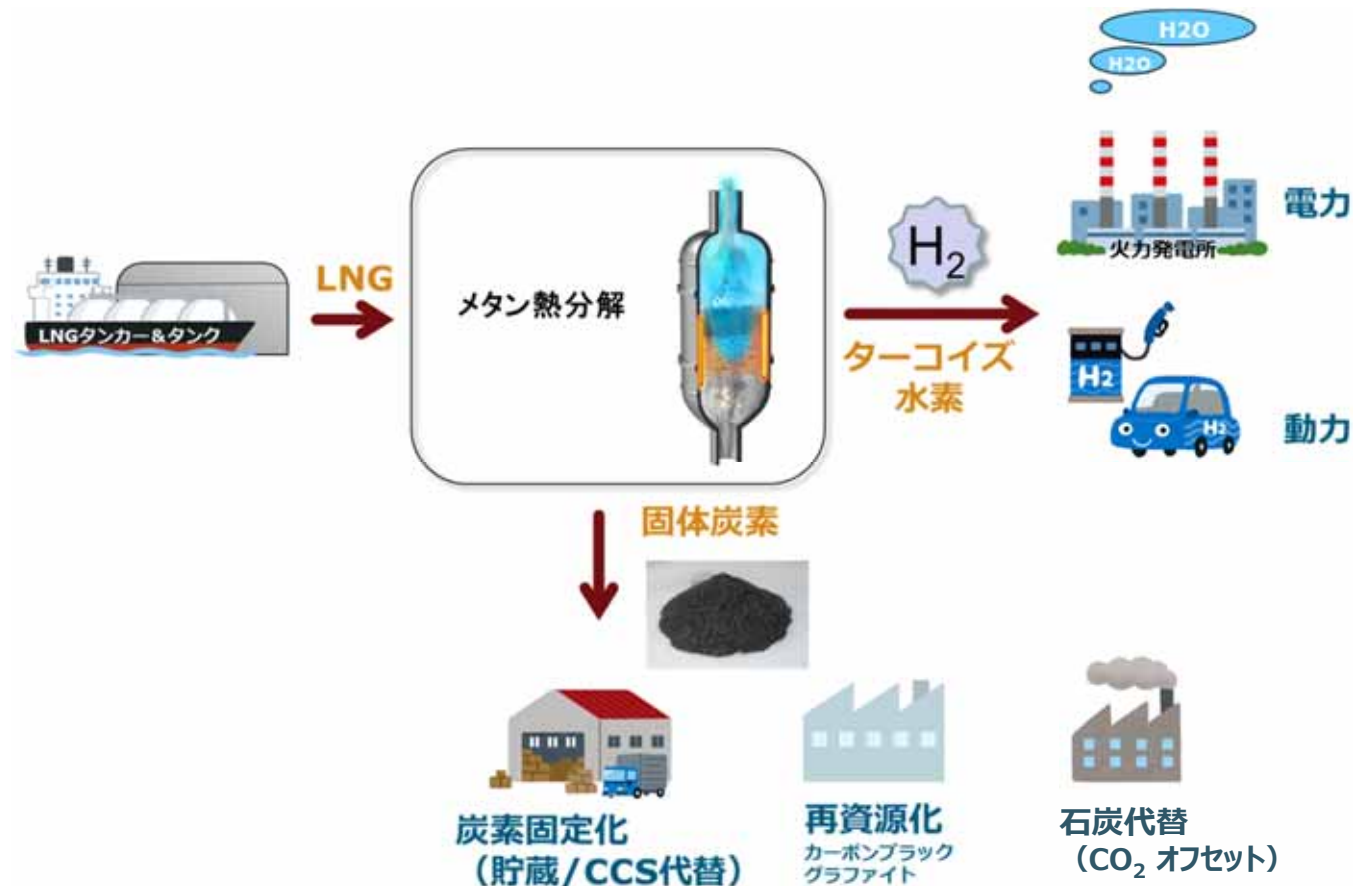 H2O
H2O
火力発電所
電力
LNGタンカー&タンク
LNG
メタン熱分解
H₂
ターコイズ
水素
H2
H2
動力
固体炭素
炭素固定化
（貯蔵/CCS代替）
再資源化
カーボンブラック
グラファイト
石炭代替
（CO₂ オフセット）